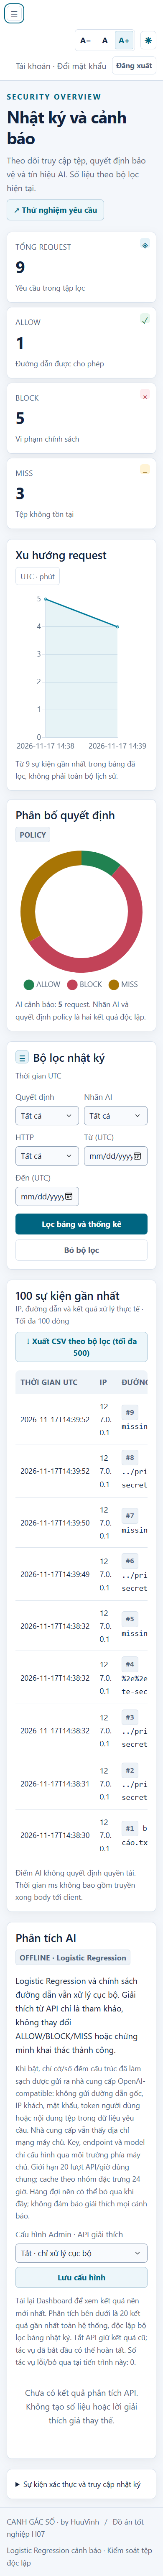 A− A A+
Tài khoản · Đổi mật khẩu Đăng xuất
SECURITY OVERVIEW
Nhật ký và cảnh
báo
Theo dõi truy cập tệp, quyết định bảo
vệ và tín hiệu AI. Số liệu theo bộ lọc
hiện tại.
↗ Thử nghiệm yêu cầu
TỔNG REQUEST
9
Yêu cầu trong tập lọc
ALLOW
1
Đường dẫn được cho phép
BLOCK
5
Vi phạm chính sách
MISS
3
Tệp không tồn tại
Xu hướng request
UTC · phút
5
4
3
2
1
0
2026-11-17 14:38 2026-11-17 14:39
Từ 9 sự kiện gần nhất trong bảng đã
lọc, không phải toàn bộ lịch sử.
Phân bố quyết định
POLICY
ALLOW BLOCK MISS
AI cảnh báo: 5 request. Nhãn AI và
quyết định policy là hai kết quả độc lập.
Bộ lọc nhật ký
Thời gian UTC
Quyết định Nhãn AI
Tất cả Tất cả
HTTP Từ (UTC)
Tất cả mm/dd/yyyy
Đến (UTC)
mm/dd/yyyy
Lọc bảng và thống kê
Bỏ bộ lọc
100 sự kiện gần nhất
IP, đường dẫn và kết quả xử lý thực tế ·
Tối đa 100 dòng
↓ Xuất CSV theo bộ lọc (tối đa
500)
THỜI GIAN UTC IP ĐƯỜNG
2026-11-17T14:39:52 127.0.0.1 #9 missin
2026-11-17T14:39:52 127.0.0.1 #8 ../pri secret
2026-11-17T14:39:50 127.0.0.1 #7 missin
2026-11-17T14:39:49 127.0.0.1 #6 ../pri secret
2026-11-17T14:38:32 127.0.0.1 #5 missin
2026-11-17T14:38:32 127.0.0.1 #4 %2e%2e te-sec
2026-11-17T14:38:32 127.0.0.1 #3 ../pri secret
2026-11-17T14:38:31 127.0.0.1 #2 ../pri secret
2026-11-17T14:38:30 127.0.0.1 #1 b cáo.tx
Điểm AI không quyết định quyền tải.
Thời gian ms không bao gồm truyền
xong body tới client.
Phân tích AI
OFFLINE · Logistic Regression
Logistic Regression và chính sách
đường dẫn vẫn xử lý cục bộ. Giải
thích từ API chỉ là tham khảo,
không thay đổi
ALLOW/BLOCK/MISS hoặc chứng
minh khai thác thành công.
Khi bật, chỉ cờ/số đếm cấu trúc đã làm
sạch được gửi ra nhà cung cấp OpenAI-
compatible: không gửi đường dẫn gốc,
IP khách, mật khẩu, token người dùng
hoặc nội dung tệp trong dữ liệu yêu
cầu. Nhà cung cấp vẫn thấy địa chỉ
mạng máy chủ. Key, endpoint và model
chỉ cấu hình qua môi trường phía máy
chủ. Giới hạn 20 lượt API/giờ dùng
chung; cache theo nhóm đặc trưng 24
giờ. Hàng đợi nên có thể bỏ qua khi
đầy; không đảm bảo giải thích mọi cảnh
báo.
Cấu hình Admin · API giải thích
Tắt · chỉ xử lý cục bộ
Lưu cấu hình
Tải lại Dashboard để xem kết quả nền
mới nhất. Phân tích bên dưới là 20 kết
quả gần nhất toàn hệ thống, độc lập bộ
lọc bảng nhật ký. Tắt API giữ kết quả cũ;
tác vụ đã bắt đầu có thể hoàn tất. Số
tác vụ lỗi/bỏ qua tại tiến trình này: 0.
Chưa có kết quả phân tích API.
Không tạo số liệu hoặc lời giải
thích giả thay thế.
▶ Sự kiện xác thực và truy cập nhật ký
CANH GÁC SỐ · by HuuVinh / Đồ án tốt
nghiệp H07
Logistic Regression cảnh báo · Kiểm soát tệp
độc lập